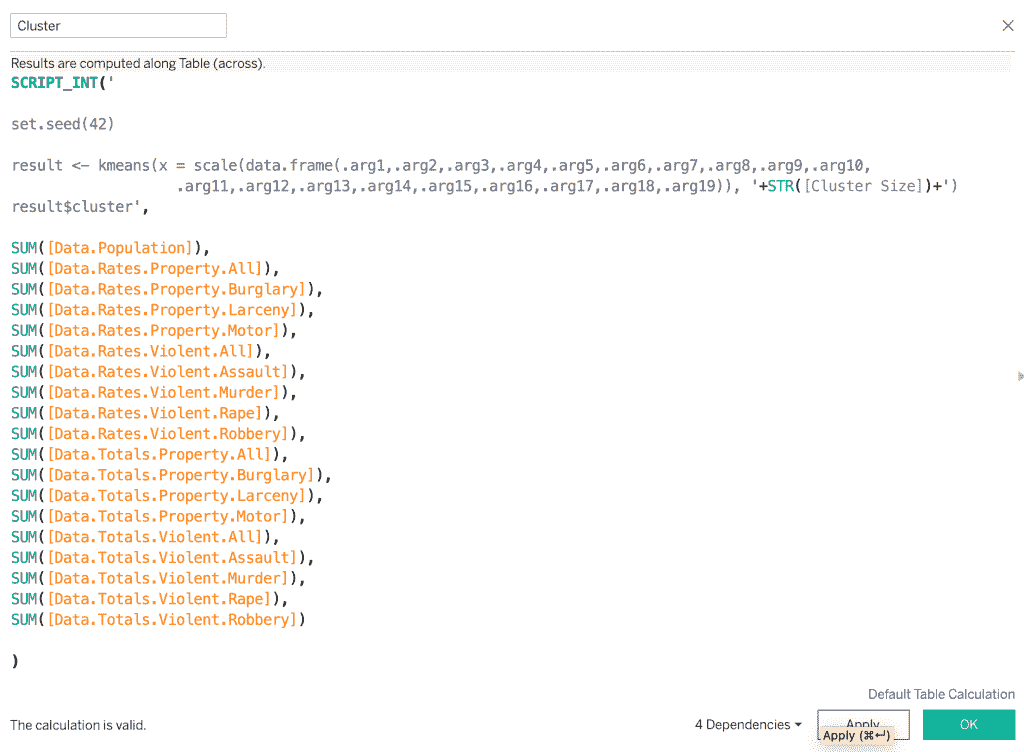 Cluster
Results are computed along Table (across).
SCRIPT_INT('
set.seed(42)
result <- kmeans(x = scale(data.frame(.arg1,.arg2,.arg3,.arg4,.arg5,.arg6,.arg7,.arg8,.arg9,.arg10,
.arg11,.arg12,.arg13,.arg14,.arg15,.arg16,.arg17,.arg18,.arg19)), '+STR([Cluster Size])+')
result$cluster',
SUM([Data.Population]),
SUM([Data.Rates.Property.All]),
SUM([Data.Rates.Property.Burglary]),
SUM([Data.Rates.Property.Larceny]),
SUM([Data.Rates.Property.Motor]),
SUM([Data.Rates.Violent.All]),
SUM([Data.Rates.Violent.Assault]),
SUM([Data.Rates.Violent.Murder]),
SUM([Data.Rates.Violent.Rape]),
SUM([Data.Rates.Violent.Robbery]),
SUM([Data.Totals.Property.All]),
SUM([Data.Totals.Property.Burglary]),
SUM([Data.Totals.Property.Larceny]),
SUM([Data.Totals.Property.Motor]),
SUM([Data.Totals.Violent.All]),
SUM([Data.Totals.Violent.Assault]),
SUM([Data.Totals.Violent.Murder]),
SUM([Data.Totals.Violent.Rape]),
SUM([Data.Totals.Violent.Robbery])
)
Default Table Calculation
The calculation is valid.
4 Dependencies
Apply
OK
Apply (⌘↵)